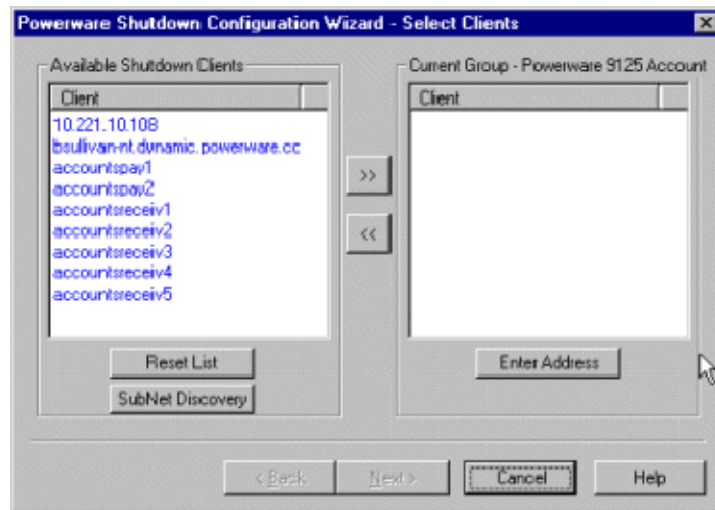 Powerware Shutdown Configuration Wizard - Select Clients
Available Shutdown Clients
Client
10.221.10.108
bsullivan-nt.dynamic.powerware.cc
accountspay1
accountspay2
accountsreceiv1
accountsreceiv2
accountsreceiv3
accountsreceiv4
accountsreceiv5
Reset List
SubNet Discovery
>>
<<
Current Group - Powerware 9125 Account
Client
Enter Address
< Back
Next >
Cancel
Help